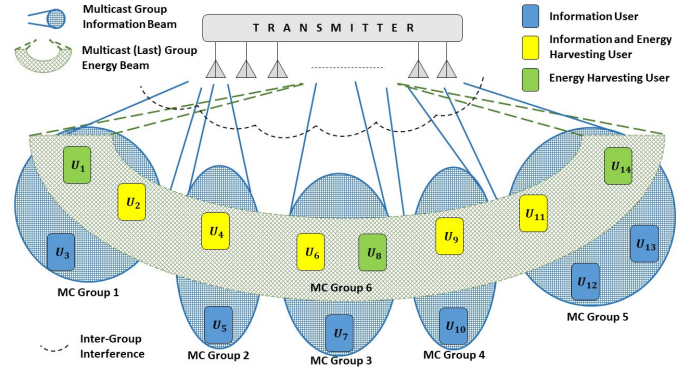 Multicast Group
Information Beam
Multicast (Last) Group
Energy Beam
TRANSMITTER
Information User
Information and Energy
Harvesting User
Energy Harvesting User
U1
U2
U3
MC Group 1
U4
U5
MC Group 2
U6
U8
MC Group 6
U7
MC Group 3
U9
U10
MC Group 4
U11
U14
U13
U12
MC Group 5
Inter-Group
Interference